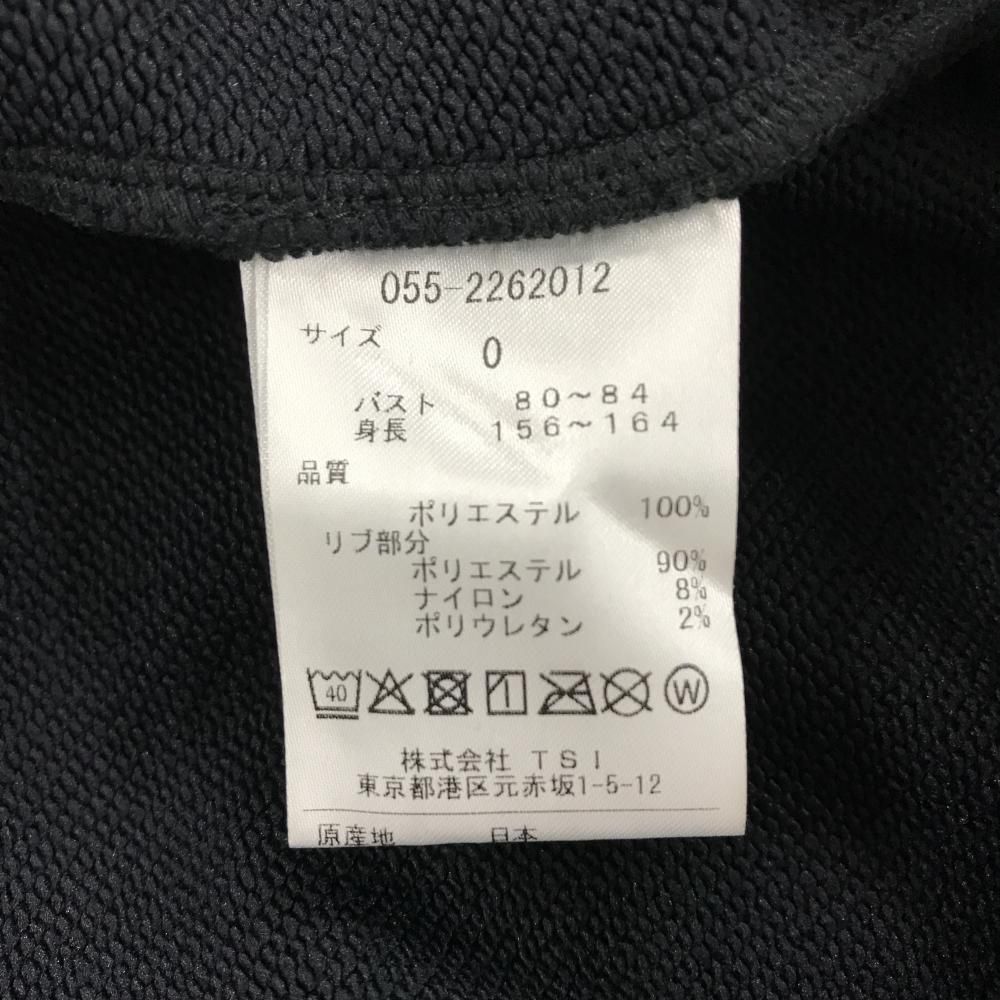 055-2262012
サイズ 0
バスト 80～84
身長 156～164
品質
ポリエステル 100%
リブ部分
ポリエステル 90%
ナイロン 8%
ポリウレタン 2%
40 W
株式会社 TSI
東京都港区元赤坂1-5-12
原産地 日本